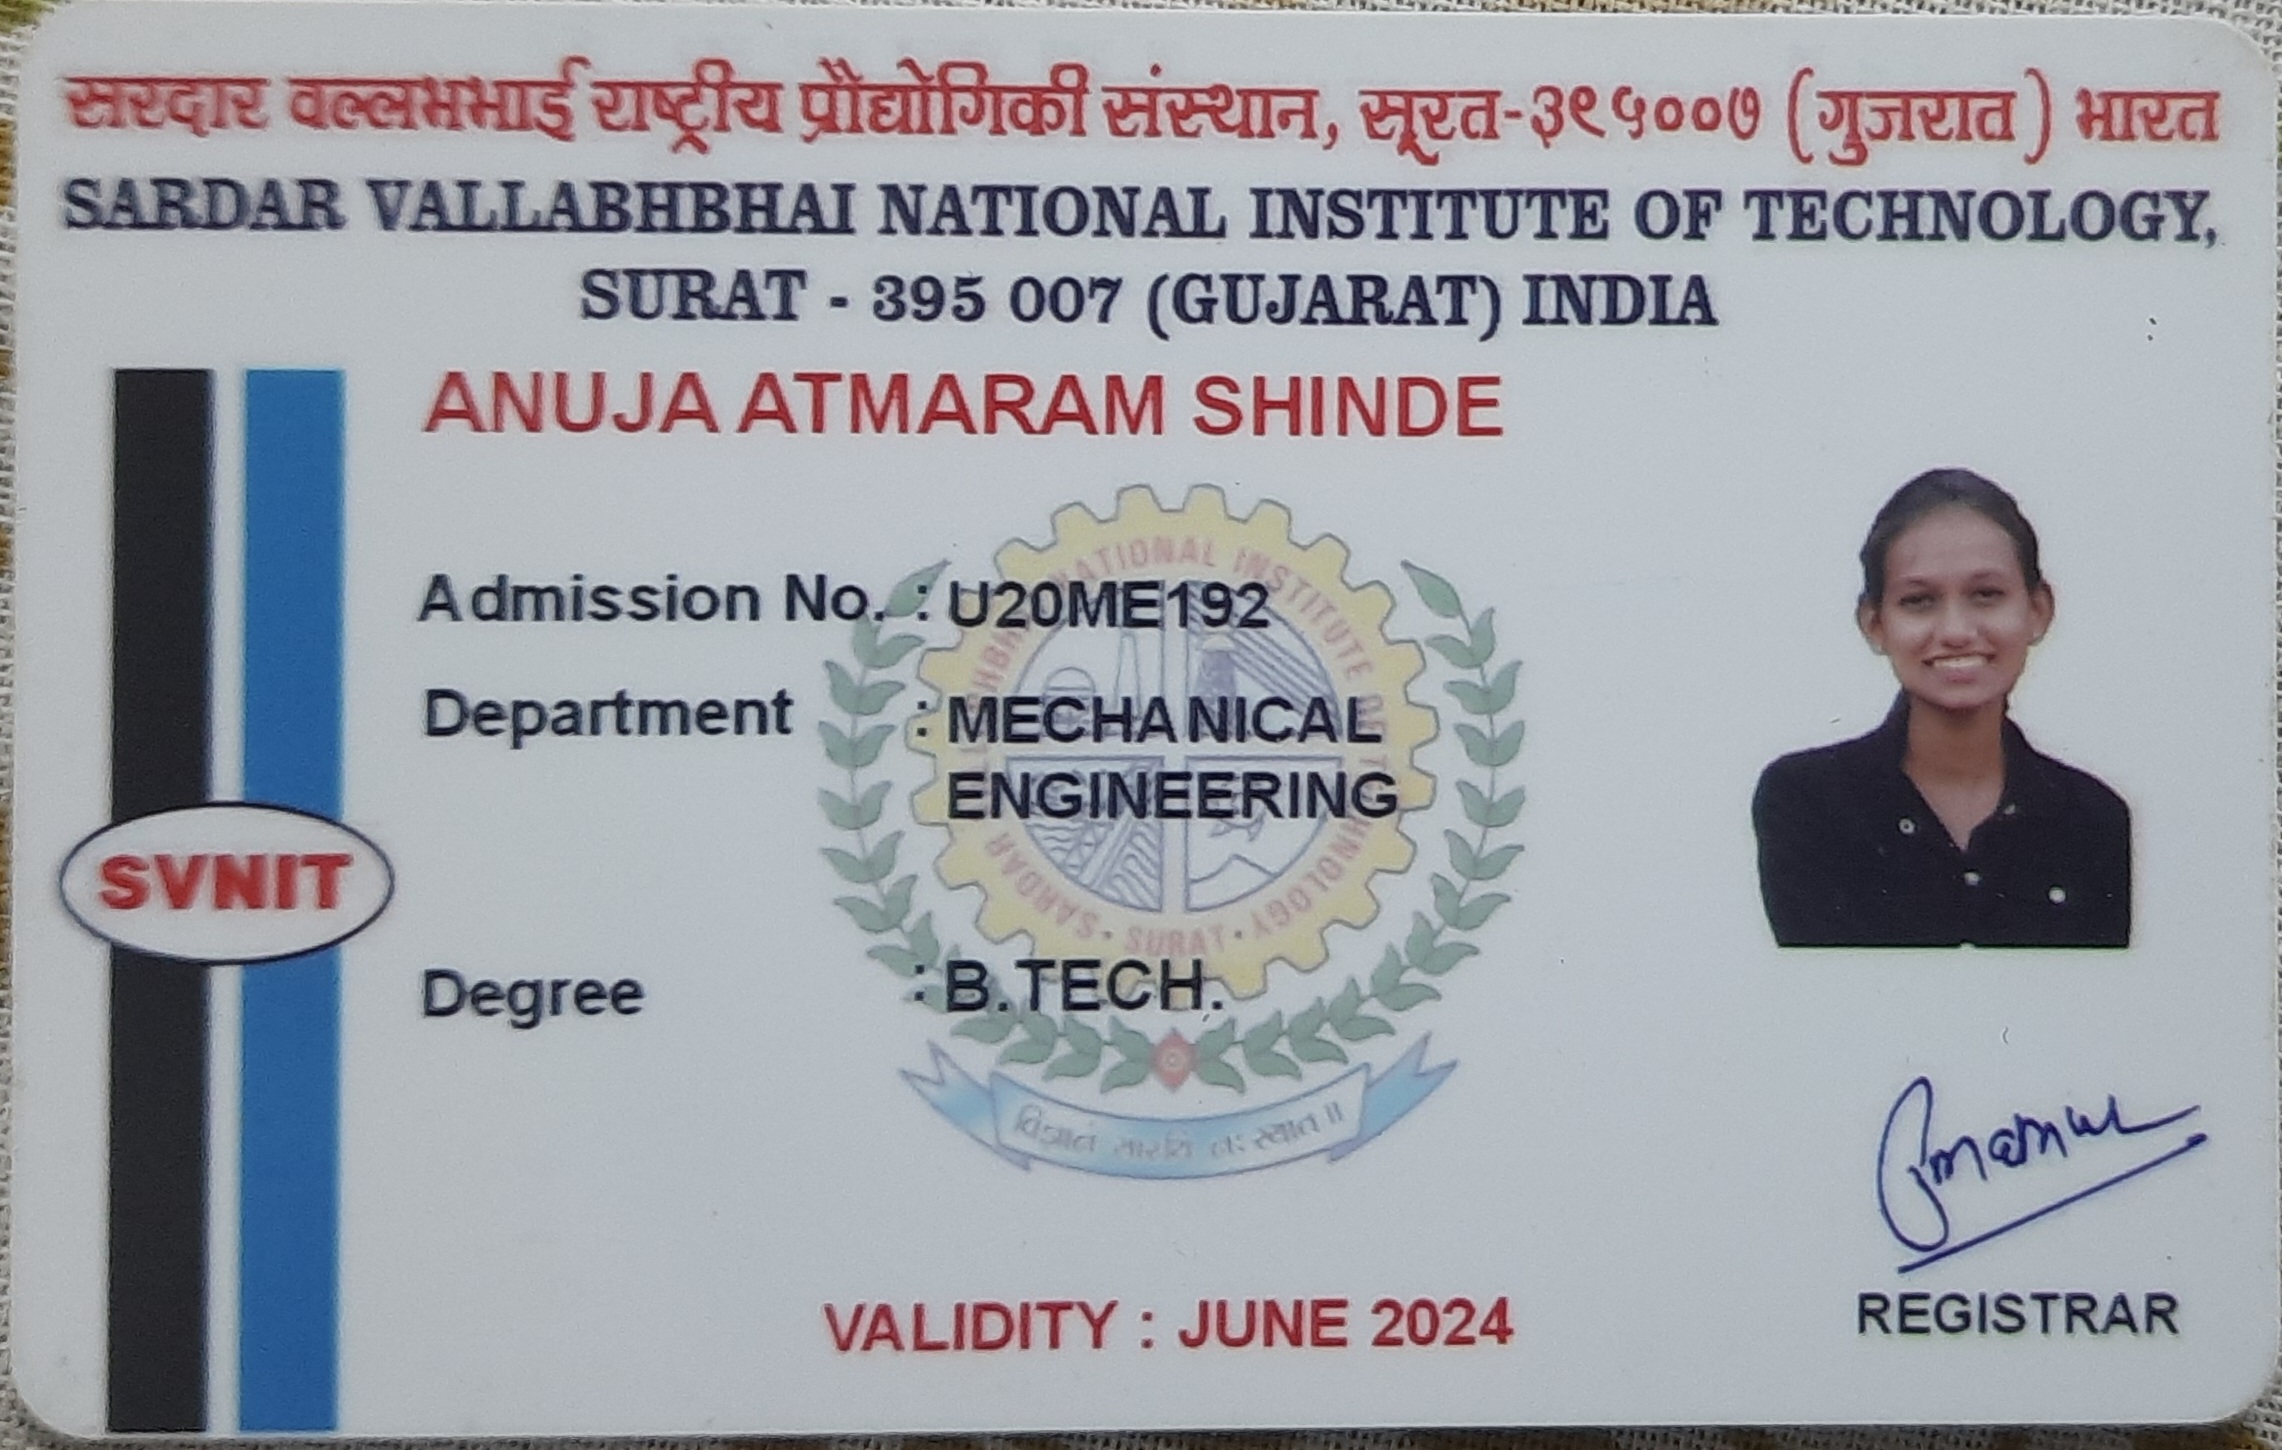 सरदार वल्लभभाई राष्ट्रीय प्रौद्योगिकी संस्थान, सूरत-३९५००७ (गुजरात) भारत
SARDAR VALLABHBHAI NATIONAL INSTITUTE OF TECHNOLOGY,
SURAT - 395 007 (GUJARAT) INDIA
ANUJA ATMARAM SHINDE
Admission No. : U20ME192
Department : MECHANICAL
ENGINEERING
SVNIT
Degree : B.TECH.
SARDAR VALLABHBHAI NATIONAL INSTITUTE OF TECHNOLOGY
· SURAT ·
VALIDITY : JUNE 2024
REGISTRAR